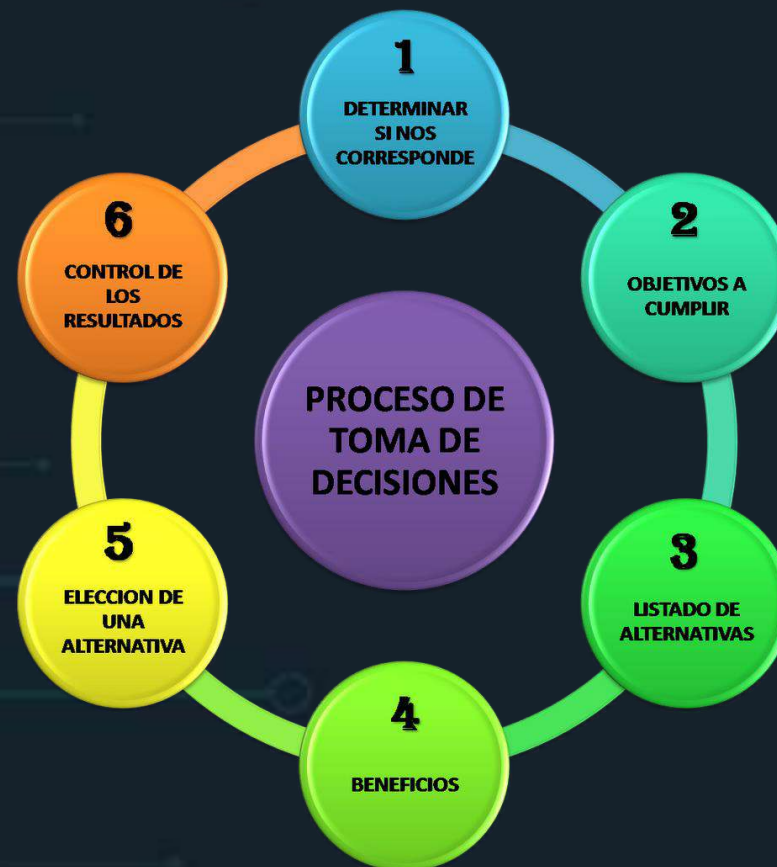 1
DETERMINAR
SI NOS
CORRESPONDE
2
OBJETIVOS A
CUMPLIR
3
LISTADO DE
ALTERNATIVAS
4
BENEFICIOS
5
ELECCION DE
UNA
ALTERNATIVA
6
CONTROL DE
LOS
RESULTADOS
PROCESO DE
TOMA DE
DECISIONES